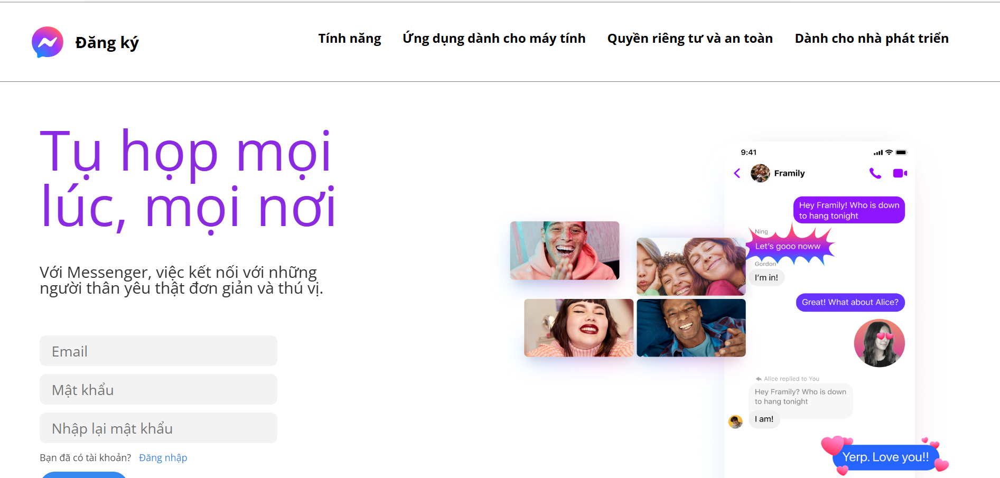 Đăng ký
Tính năng
Ứng dụng dành cho máy tính
Quyền riêng tư và an toàn
Dành cho nhà phát triển
Tụ họp mọi
lúc, mọi nơi
Với Messenger, việc kết nối với những
người thân yêu thật đơn giản và thú vị.
Email
Mật khẩu
Nhập lại mật khẩu
Bạn đã có tài khoản? Đăng nhập
9:41
Framily
Hey Framily! Who is down
to hang tonight
Ning
Let's gooo noww
Gordon
I'm in!
Great! What about Alice?
Alice replied to You
Hey Framily? Who is down
to hang tonight
I am!
Yerp. Love you!!